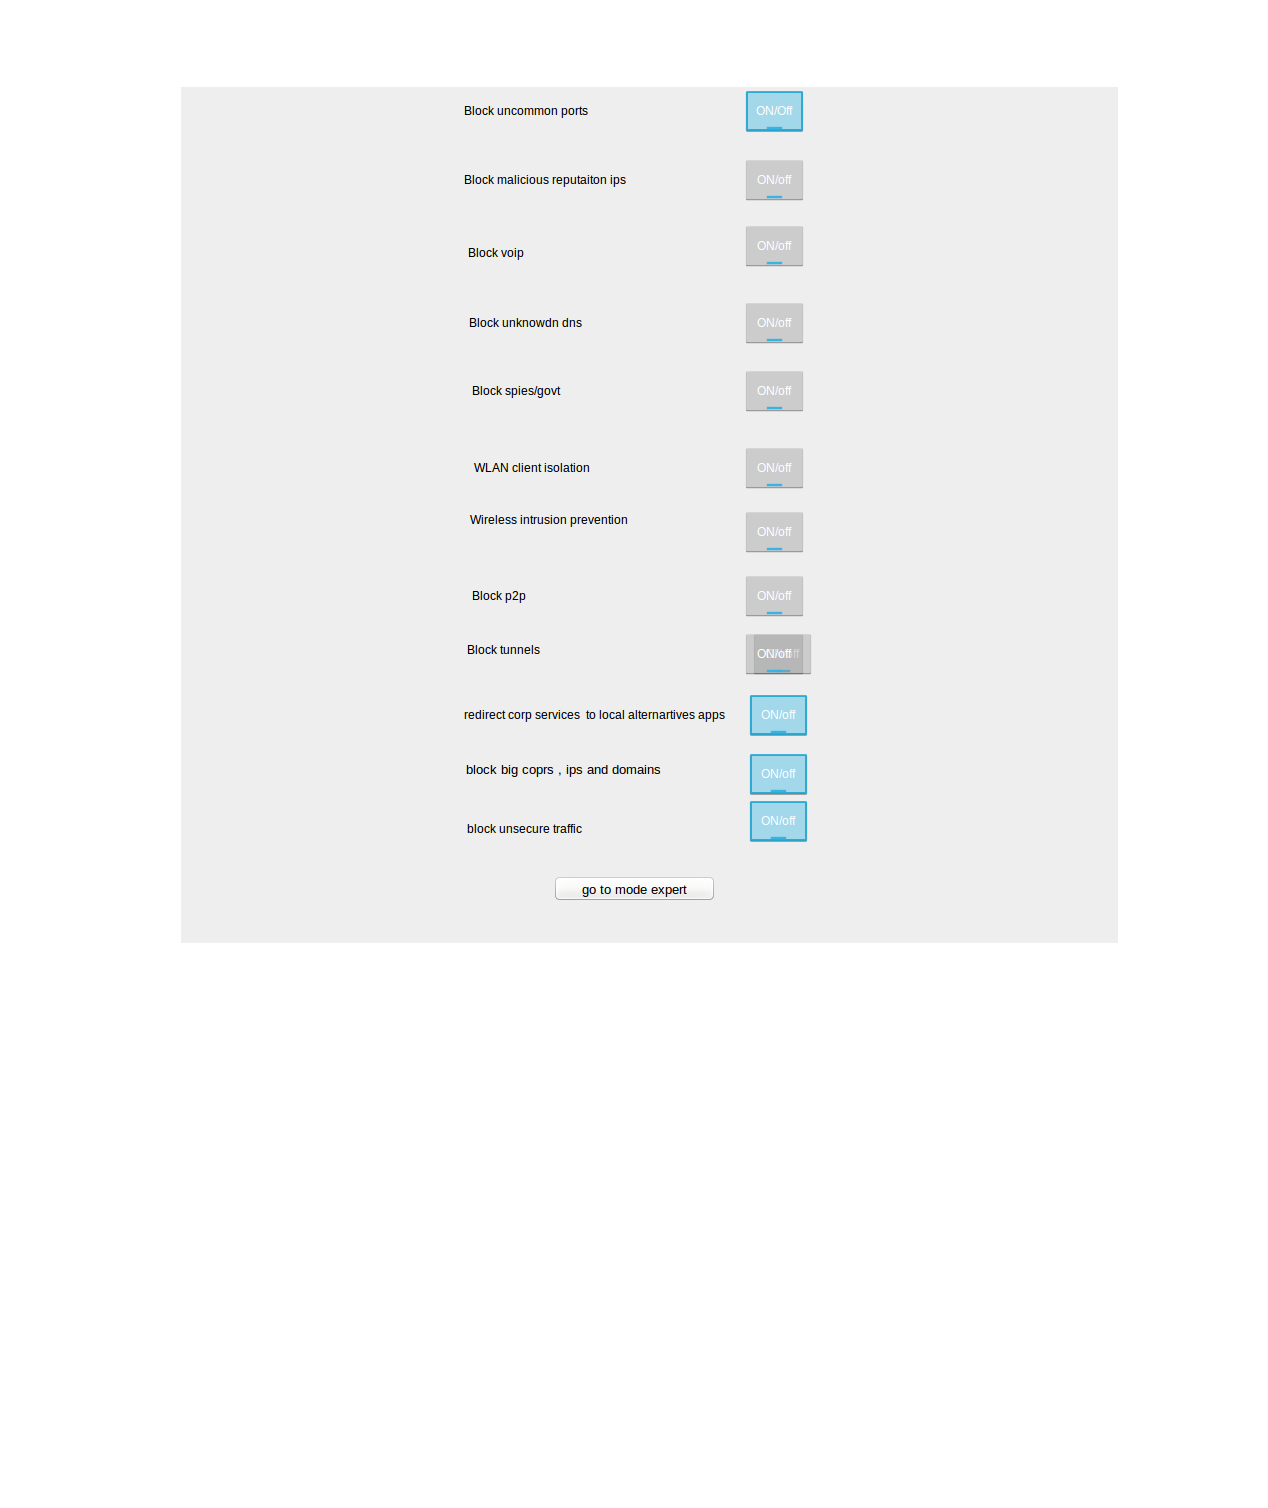 Block uncommon ports ON/Off
Block malicious reputaiton ips ON/off
Block voip ON/off
Block unknowdn dns ON/off
Block spies/govt ON/off
WLAN client isolation ON/off
Wireless intrusion prevention ON/off
Block p2p ON/off
Block tunnels ON/off
redirect corp services  to local alternartives apps ON/off
block big coprs , ips and domains ON/off
block unsecure traffic ON/off
go to mode expert